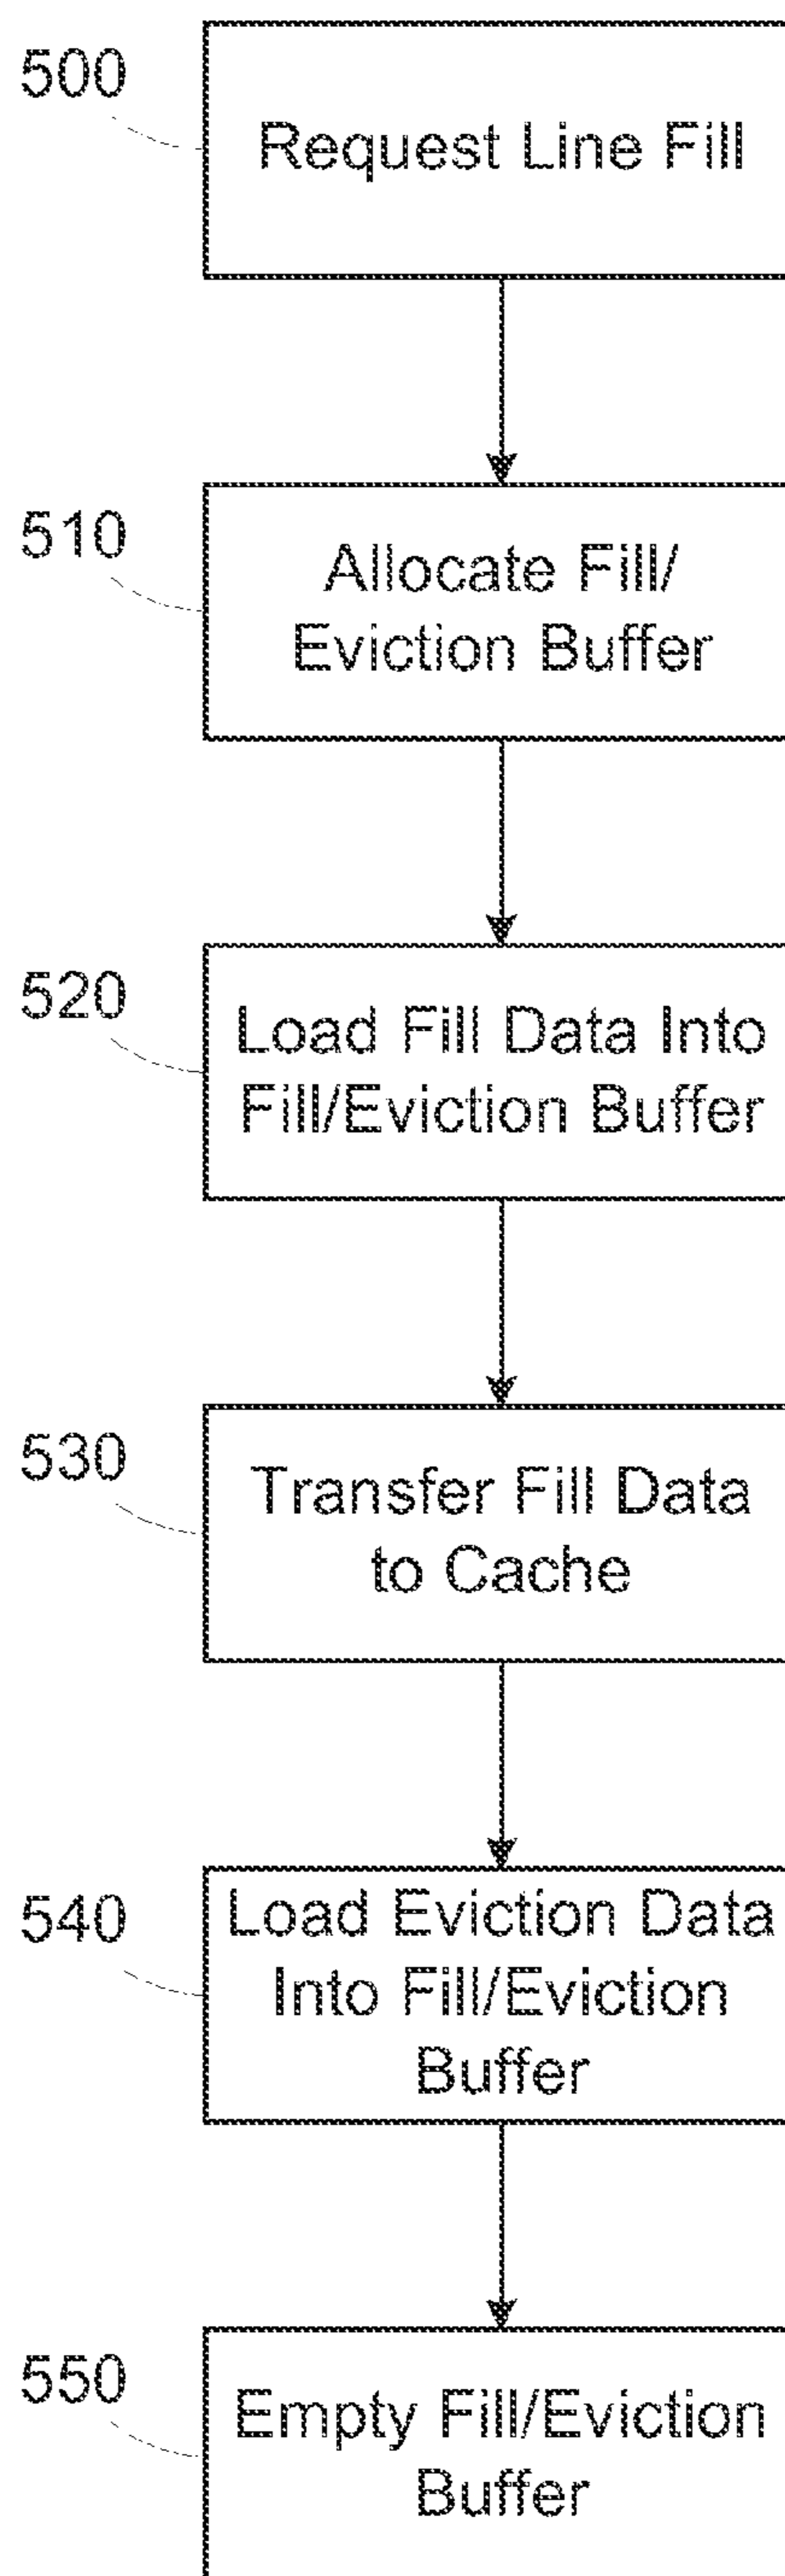 500
Request Line Fill
510
Allocate Fill/
Eviction Buffer
520
Load Fill Data Into
Fill/Eviction Buffer
530
Transfer Fill Data
to Cache
540
Load Eviction Data
Into Fill/Eviction
Buffer
550
Empty Fill/Eviction
Buffer